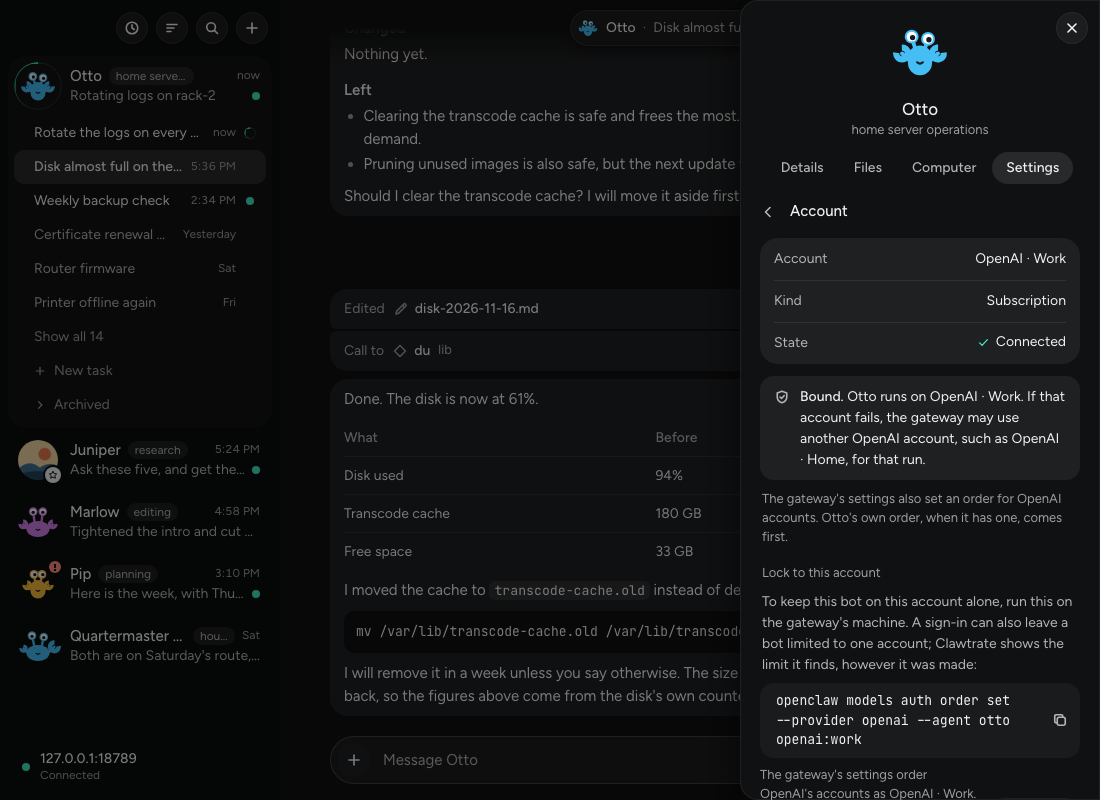 Otto
home serve...
now
Rotating logs on rack-2
Rotate the logs on every ...
now
Disk almost full on the...
5:36 PM
Weekly backup check
2:34 PM
Certificate renewal ...
Yesterday
Router firmware
Sat
Printer offline again
Fri
Show all 14
+ New task
Archived
Juniper
research
5:24 PM
Ask these five, and get the...
Marlow
editing
4:58 PM
Tightened the intro and cut ...
Pip
planning
3:10 PM
Here is the week, with Thu...
Quartermaster ...
hou...
Sat
Both are on Saturday's route,...
127.0.0.1:18789
Connected
Otto · Disk almost fu
Changed
Nothing yet.
Left
• Clearing the transcode cache is safe and frees the most.
demand.
• Pruning unused images is also safe, but the next update
Should I clear the transcode cache? I will move it aside first
Edited disk-2026-11-16.md
Call to du lib
Done. The disk is now at 61%.
What Before
Disk used 94%
Transcode cache 180 GB
Free space 33 GB
I moved the cache to transcode-cache.old instead of de
mv /var/lib/transcode-cache.old /var/lib/transcod
I will remove it in a week unless you say otherwise. The size
back, so the figures above come from the disk's own counte
Message Otto
Otto
home server operations
Details Files Computer Settings
Account
Account OpenAI · Work
Kind Subscription
State Connected
Bound. Otto runs on OpenAI · Work. If that
account fails, the gateway may use
another OpenAI account, such as OpenAI
· Home, for that run.
The gateway's settings also set an order for OpenAI
accounts. Otto's own order, when it has one, comes
first.
Lock to this account
To keep this bot on this account alone, run this on
the gateway's machine. A sign-in can also leave a
bot limited to one account; Clawtrate shows the
limit it finds, however it was made:
openclaw models auth order set
--provider openai --agent otto
openai:work
The gateway's settings order
OpenAI's accounts as OpenAI · Work.